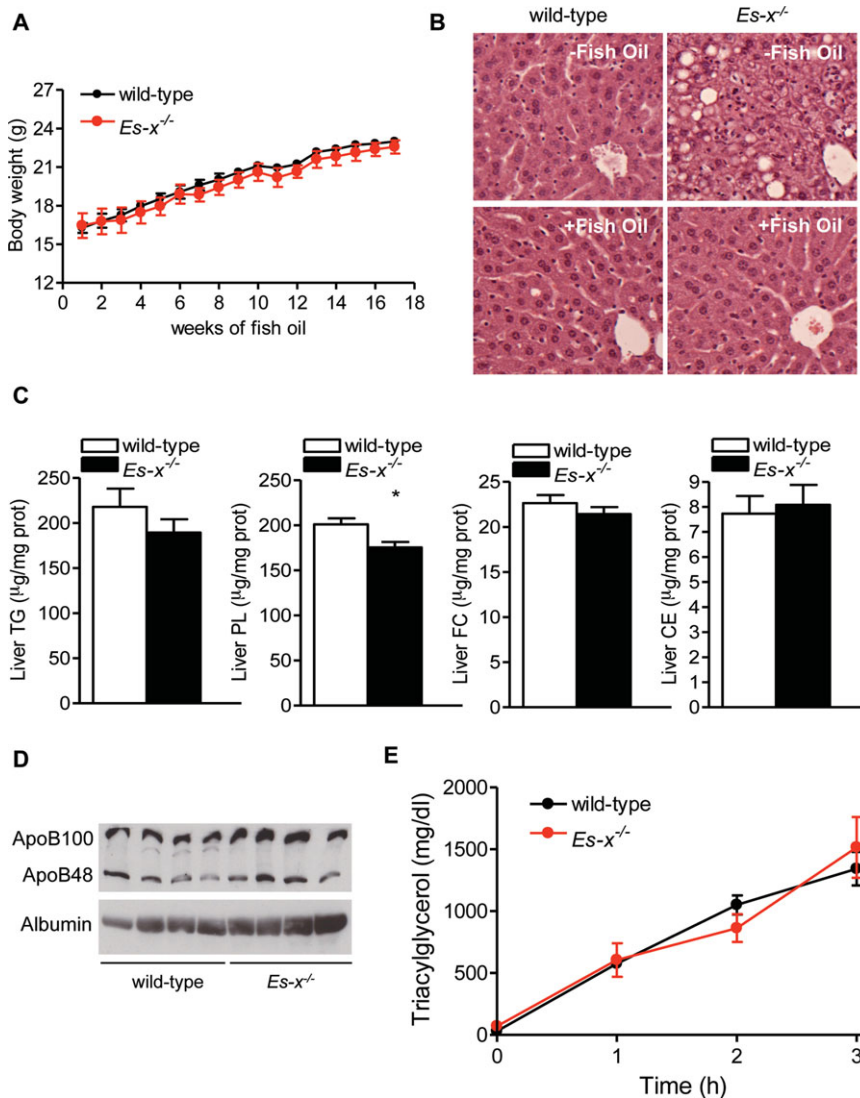 A
wild-type
Es-x-/-
Body weight (g)
27
24
21
18
15
12
0 2 4 6 8 10 12 14 16 18
weeks of fish oil
B
wild-type Es-x-/-
-Fish Oil -Fish Oil
+Fish Oil +Fish Oil
C
wild-type
Es-x-/-
Liver TG (µg/mg prot)
250
200
150
100
50
0
wild-type
Es-x-/-
*
Liver PL (µg/mg prot)
250
200
150
100
150
0
wild-type
Es-x-/-
Liver FC (µg/mg prot)
25
20
15
10
5
0
wild-type
Es-x-/-
Liver CE (µg/mg prot)
9
8
7
6
5
4
3
2
1
0
D
ApoB100
ApoB48
Albumin
wild-type Es-x-/-
E
wild-type
Es-x-/-
Triacylglycerol (mg/dl)
2000
1500
1000
500
0
0 1 2 3
Time (h)